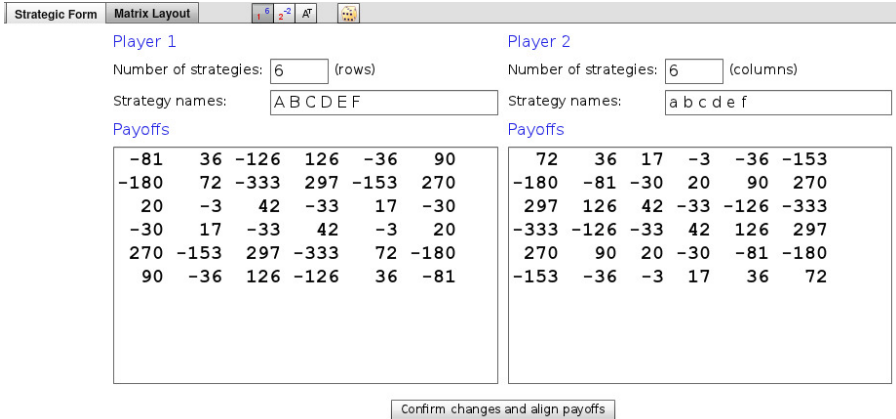 Strategic Form Matrix Layout 1 6 2 -2 AT
Player 1 Player 2
Number of strategies: 6 (rows) Number of strategies: 6 (columns)
Strategy names: A B C D E F Strategy names: a b c d e f
Payoffs Payoffs
-81 36 -126 126 -36 90 72 36 17 -3 -36 -153
-180 72 -333 297 -153 270 -180 -81 -30 20 90 270
20 -3 42 -33 17 -30 297 126 42 -33 -126 -333
-30 17 -33 42 -3 20 -333 -126 -33 42 126 297
270 -153 297 -333 72 -180 270 90 20 -30 -81 -180
90 -36 126 -126 36 -81 -153 -36 -3 17 36 72
Confirm changes and align payoffs